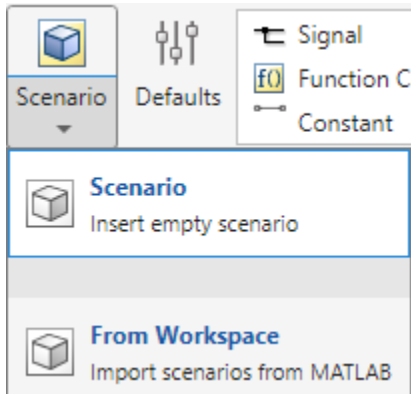 Scenario
Defaults
Signal
f()
Function C
Constant
Scenario
Insert empty scenario
From Workspace
Import scenarios from MATLAB